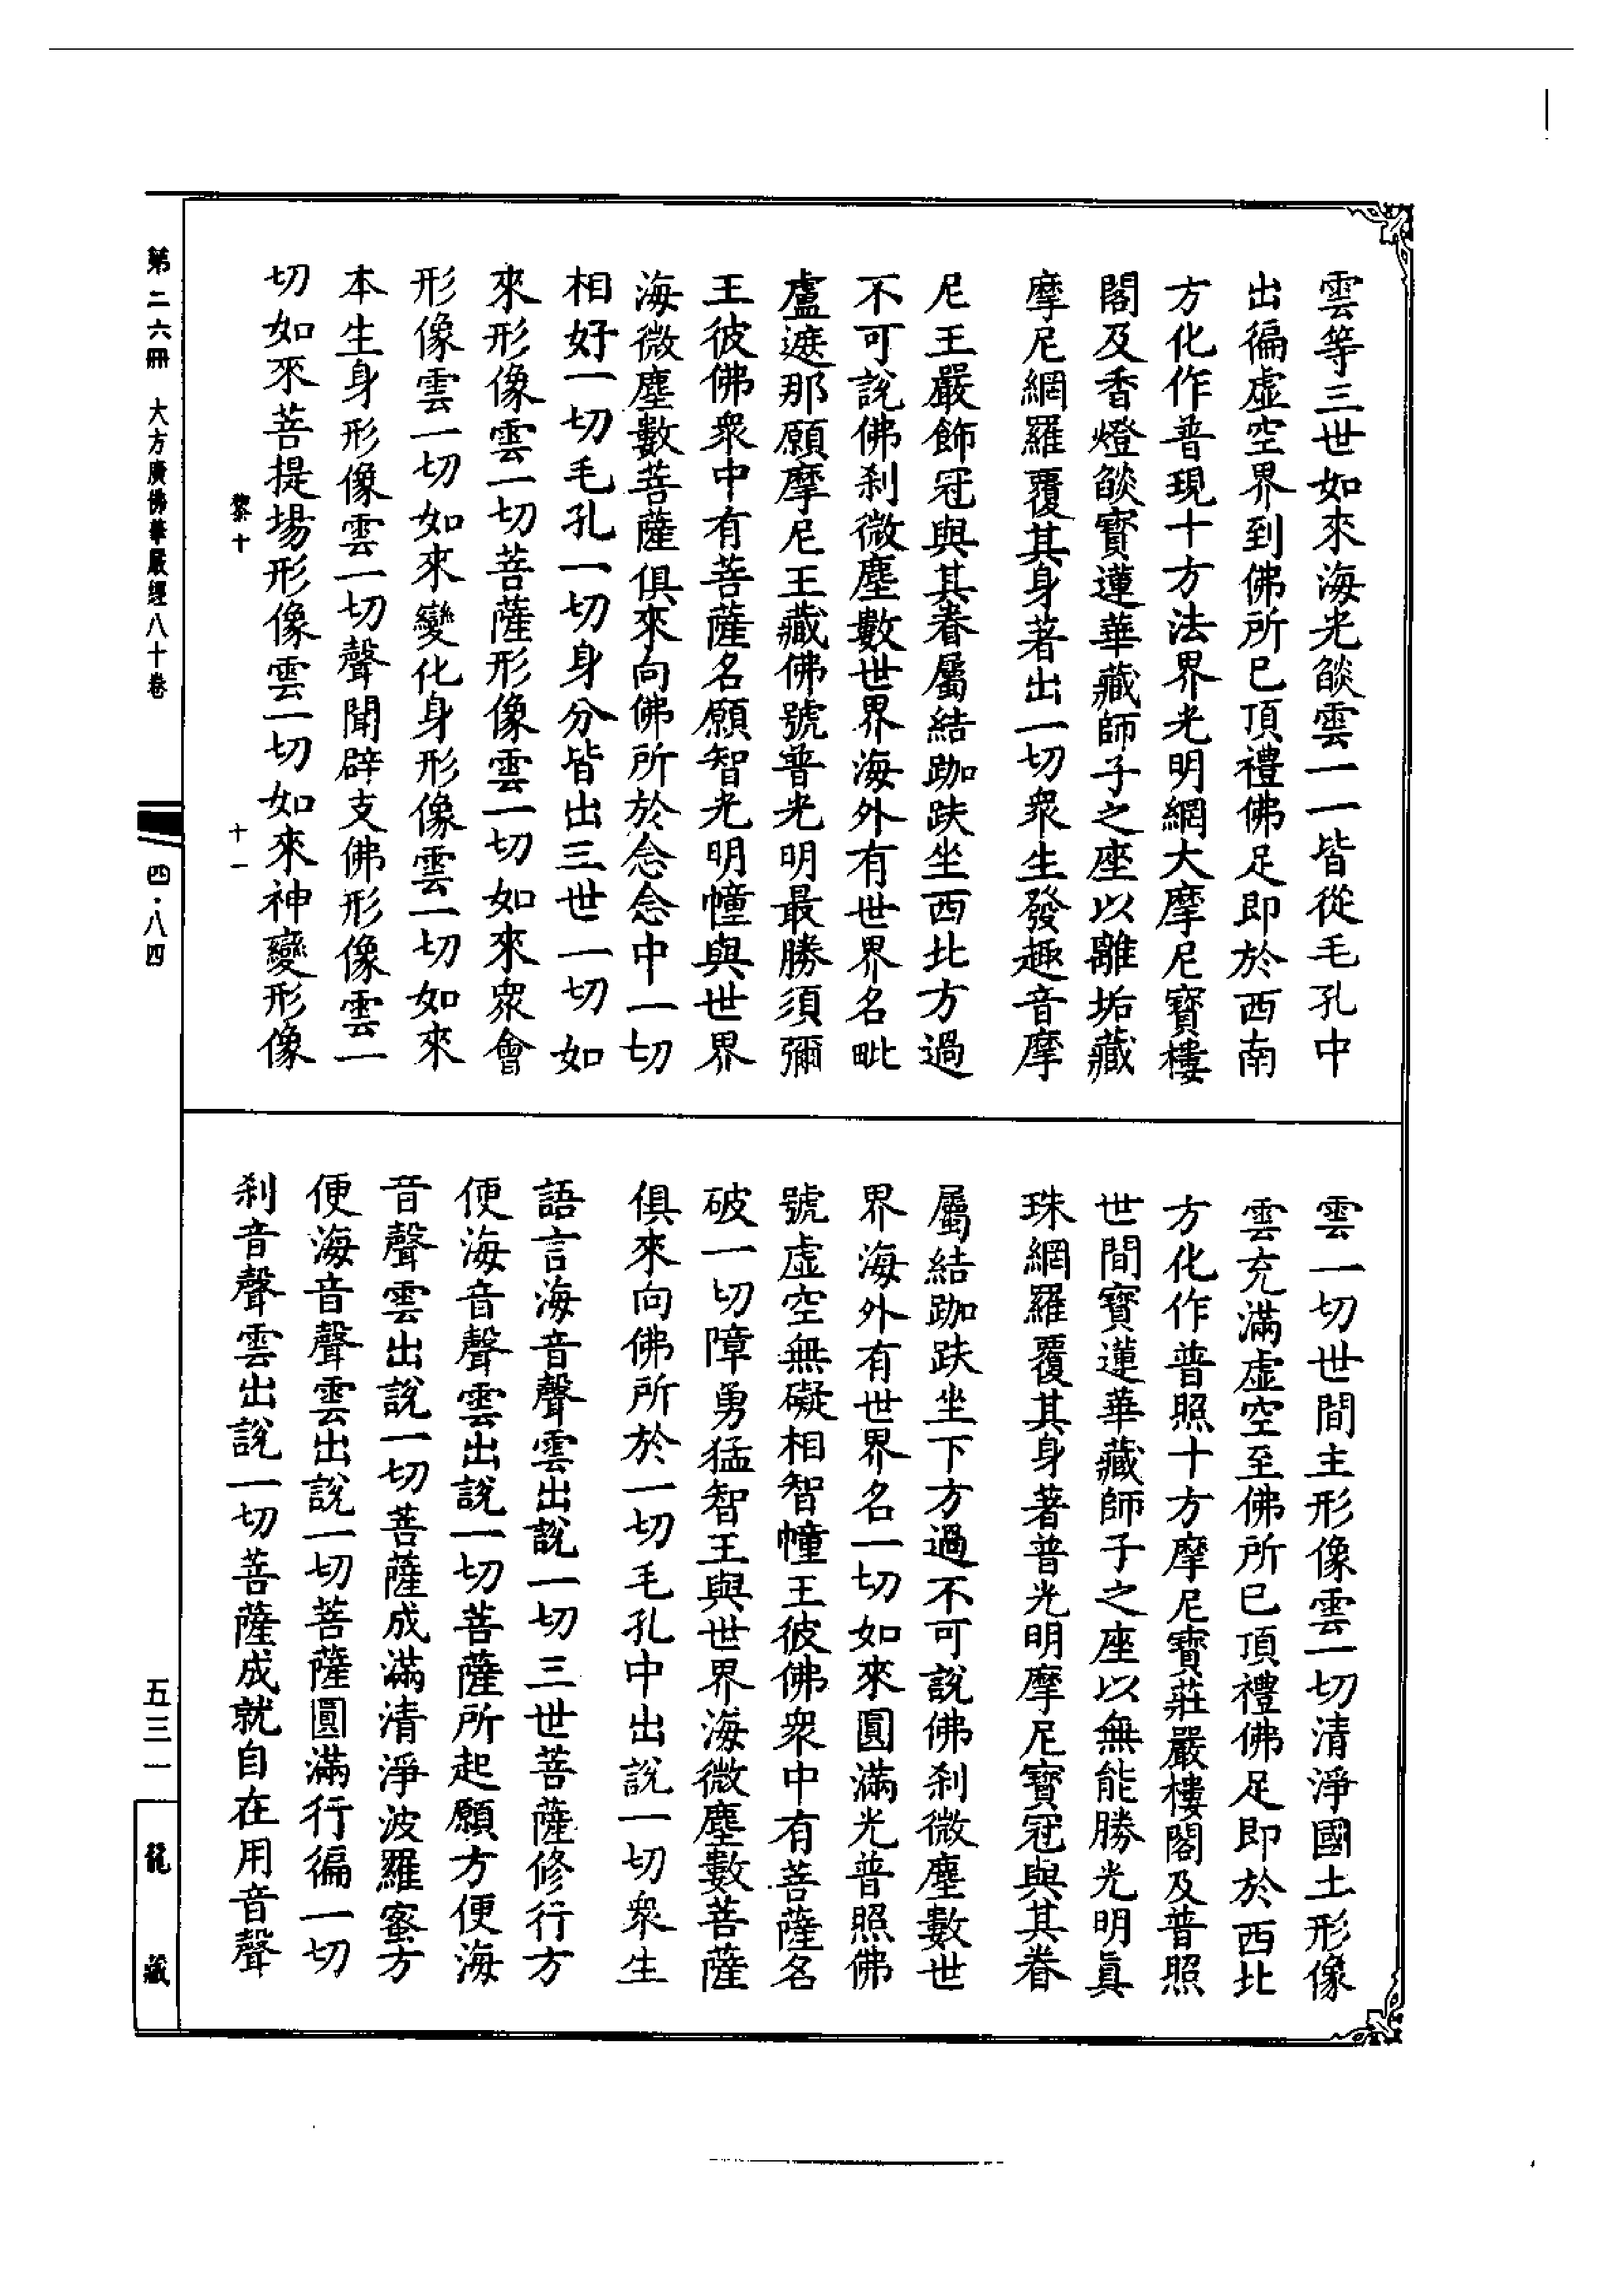 雲等三世如來海光𦦨雲一一皆從毛孔中
出徧虛空界到佛所已頂禮佛足即於西南
方化作普現十方法界光明網大摩尼寶樓
閣及香燈𦦨寶蓮華藏師子之座以離垢藏
摩尼網羅覆其身著出一切眾生發趣音摩
尼王嚴飾冠與其眷屬結跏趺坐西北方過
不可說佛剎微塵數世界海外有世界名毗
盧遮那願摩尼王藏佛號普光明最勝須彌
王彼佛眾中有菩薩名願智光明幢與世界
海微塵數菩薩俱來向佛所於念念中一切
相好一切毛孔一切身分皆出三世一切如
來形像雲一切菩薩形像雲一切如來眾會
形像雲一切如來變化身形像雲一切如來
本生身形像雲一切聲聞辟支佛形像雲一
切如來菩提場形像雲一切如來神變形像
黎十 十一
雲一切世間主形像雲一切清淨國土形像
雲充滿虛空至佛所已頂禮佛足即於西北
方化作普照十方摩尼寶莊嚴樓閣及普照
世間寶蓮華藏師子之座以無能勝光明真
珠網羅覆其身著普光明摩尼寶冠與其眷
屬結跏趺坐下方過不可說佛剎微塵數世
界海外有世界名一切如來圓滿光普照佛
號虛空無礙相智幢王彼佛眾中有菩薩名
破一切障勇猛智王與世界海微塵數菩薩
俱來向佛所於一切毛孔中出說一切眾生
語言海音聲雲出說一切三世菩薩修行方
便海音聲雲出說一切菩薩所起願方便海
音聲雲出說一切菩薩成滿清淨波羅蜜方
便海音聲雲出說一切菩薩圓滿行徧一切
剎音聲雲出說一切菩薩成就自在用音聲
第二六冊 大方廣佛華嚴經八十卷 四·八四 五三一 龍藏